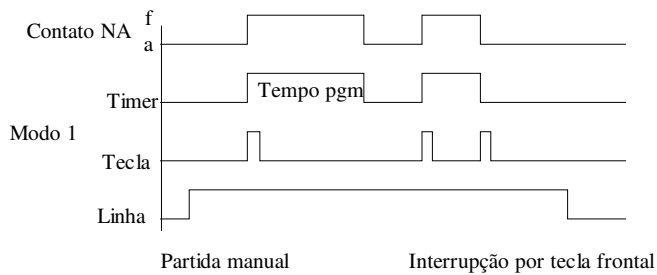 f
Contato NA
a
Tempo pgm
Timer
Modo 1
Tecla
Linha
Partida manual
Interrupção por tecla frontal